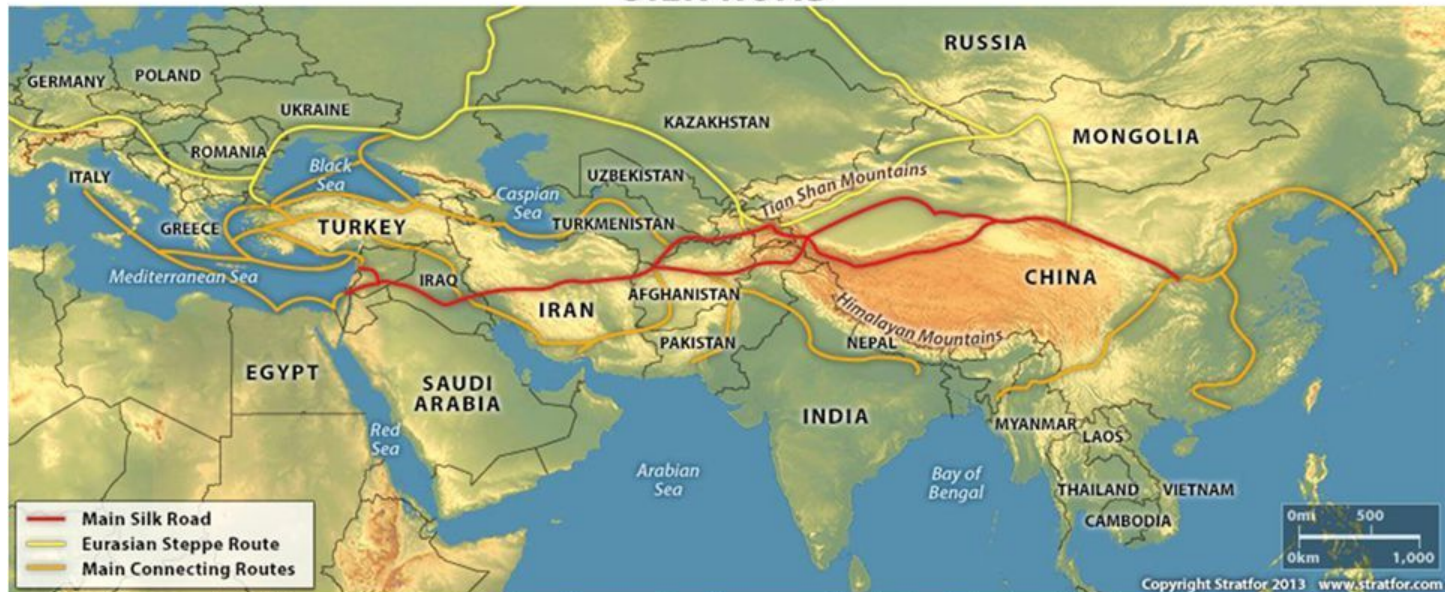 RUSSIA
GERMANY
POLAND
UKRAINE
KAZAKHSTAN
MONGOLIA
ROMANIA
ITALY
Black
Sea
UZBEKISTAN
Tian Shan Mountains
Caspian
Sea
GREECE
TURKEY
TURKMENISTAN
Mediterranean Sea
IRAQ
IRAN
AFGHANISTAN
CHINA
Himalayan Mountains
PAKISTAN
NEPAL
EGYPT
SAUDI
ARABIA
INDIA
MYANMAR
LAOS
Red
Sea
Arabian
Sea
Bay of
Bengal
THAILAND
VIETNAM
CAMBODIA
Main Silk Road
Eurasian Steppe Route
Main Connecting Routes
0mi 500
0km 1,000
Copyright Stratfor 2013 www.stratfor.com